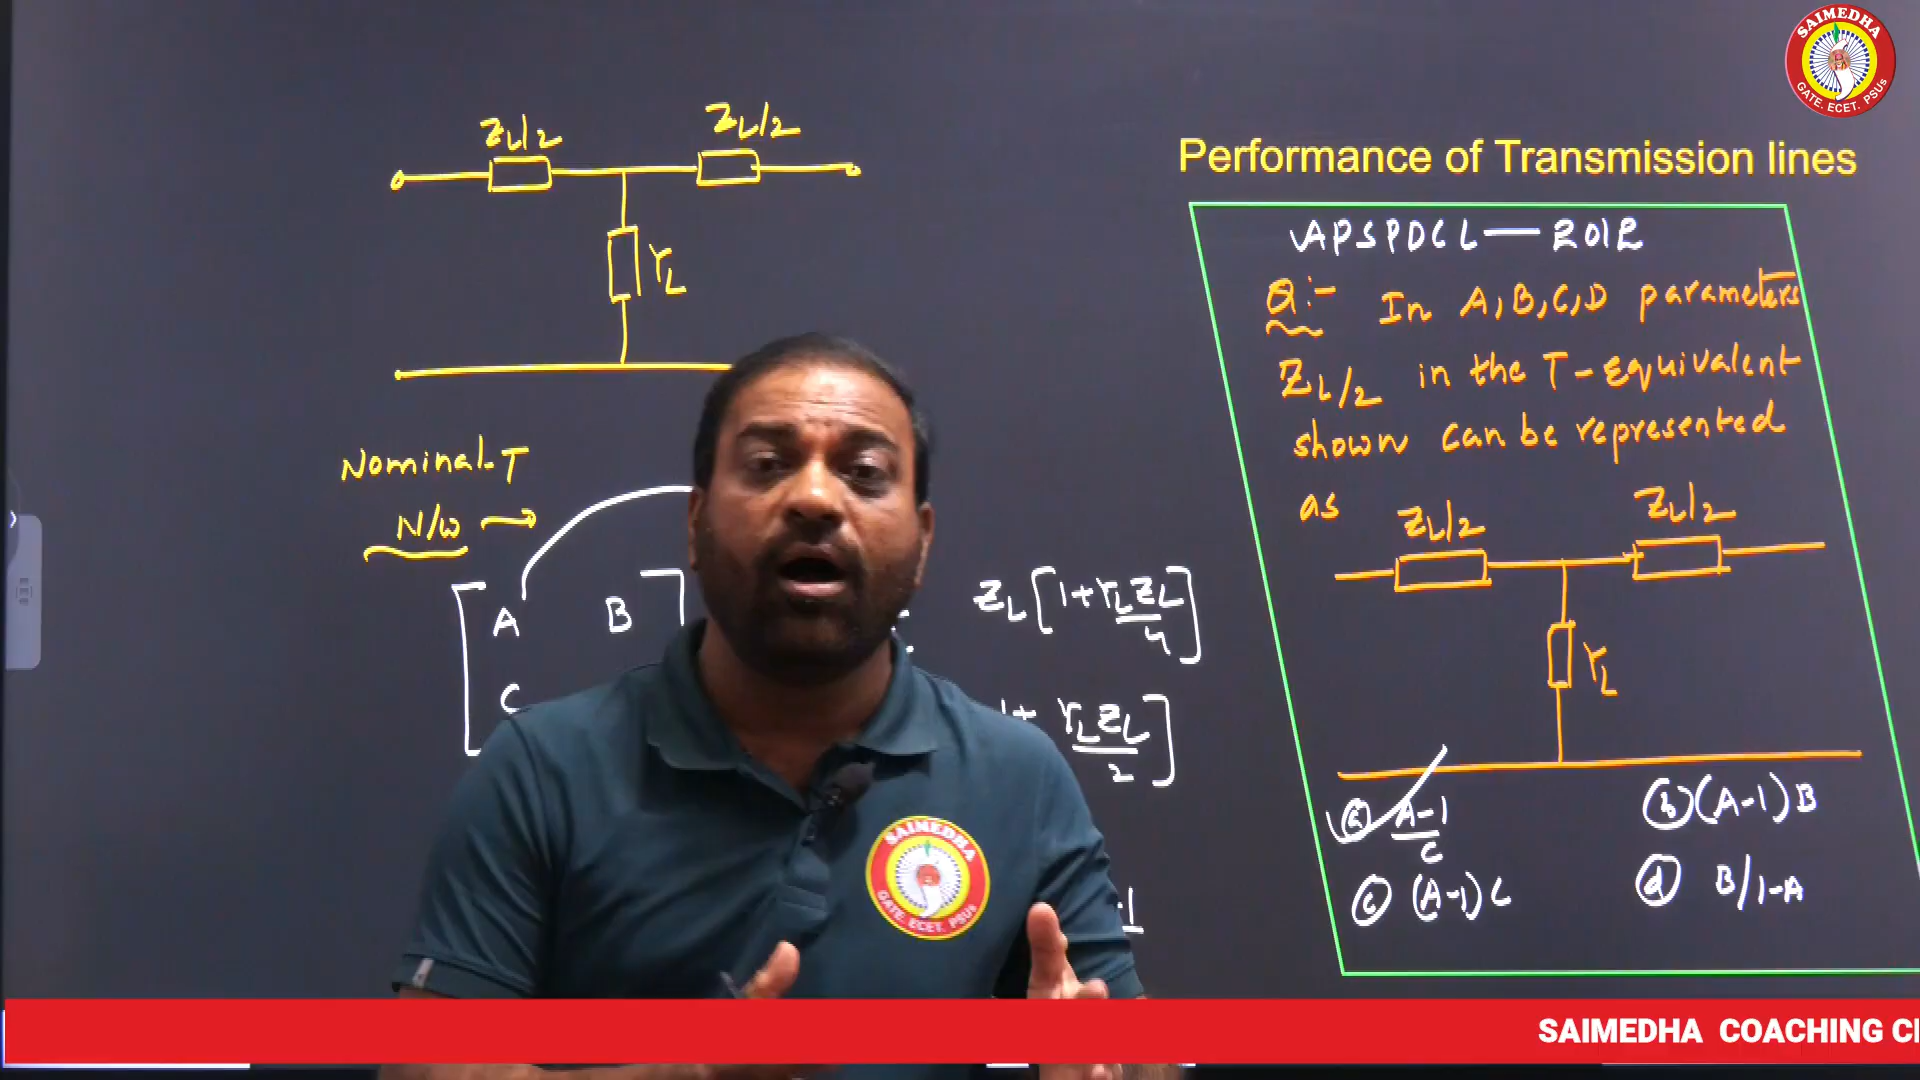 SAIMEDHA
GATE. ECET. PSUs
Performance of Transmission lines
APSPDCL — 2012
Q:- In A, B, C, D parameters
ZL/2 in the T-equivalent
shown can be represented
as
ZL/2
ZL/2
YL
ⓐ A-1/C
ⓑ (A-1)B
ⓒ (A-1)C
ⓓ B/1-A
ZL/2
ZL/2
YL
Nominal-T
N/W →
A B
C
ZL[1+YLZL/4]
1+ YLZL/2]
SAIMEDHA
GATE. ECET. PSUs
SAIMEDHA COACHING